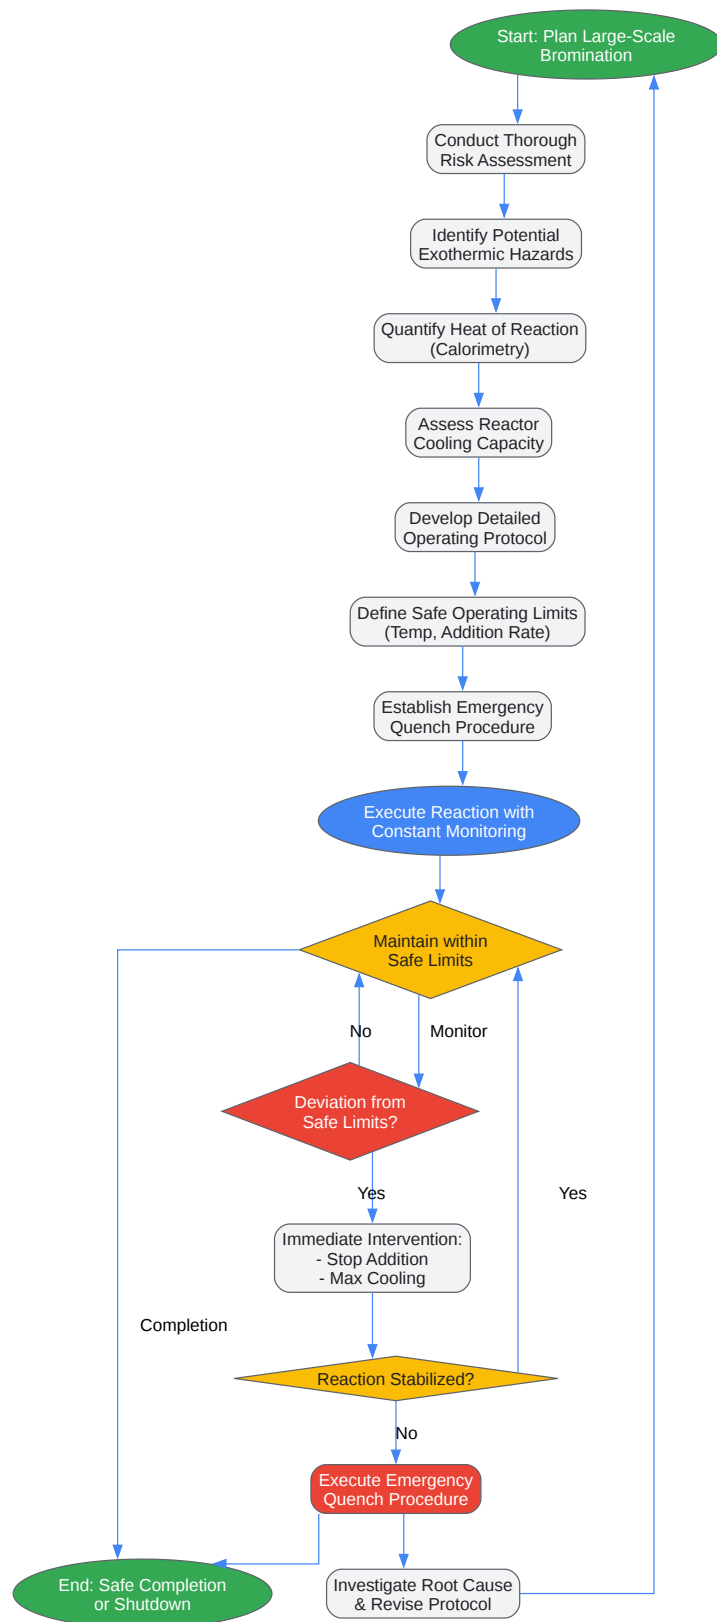 Start: Plan Large-Scale
Bromination
Conduct Thorough
Risk Assessment
Identify Potential
Exothermic Hazards
Quantify Heat of Reaction
(Calorimetry)
Assess Reactor
Cooling Capacity
Develop Detailed
Operating Protocol
Define Safe Operating Limits
(Temp, Addition Rate)
Establish Emergency
Quench Procedure
Execute Reaction with
Constant Monitoring
Maintain within
Safe Limits
No
Monitor
Deviation from
Safe Limits?
Yes
Yes
Immediate Intervention:
- Stop Addition
- Max Cooling
Completion
Reaction Stabilized?
No
Execute Emergency
Quench Procedure
End: Safe Completion
or Shutdown
Investigate Root Cause
& Revise Protocol